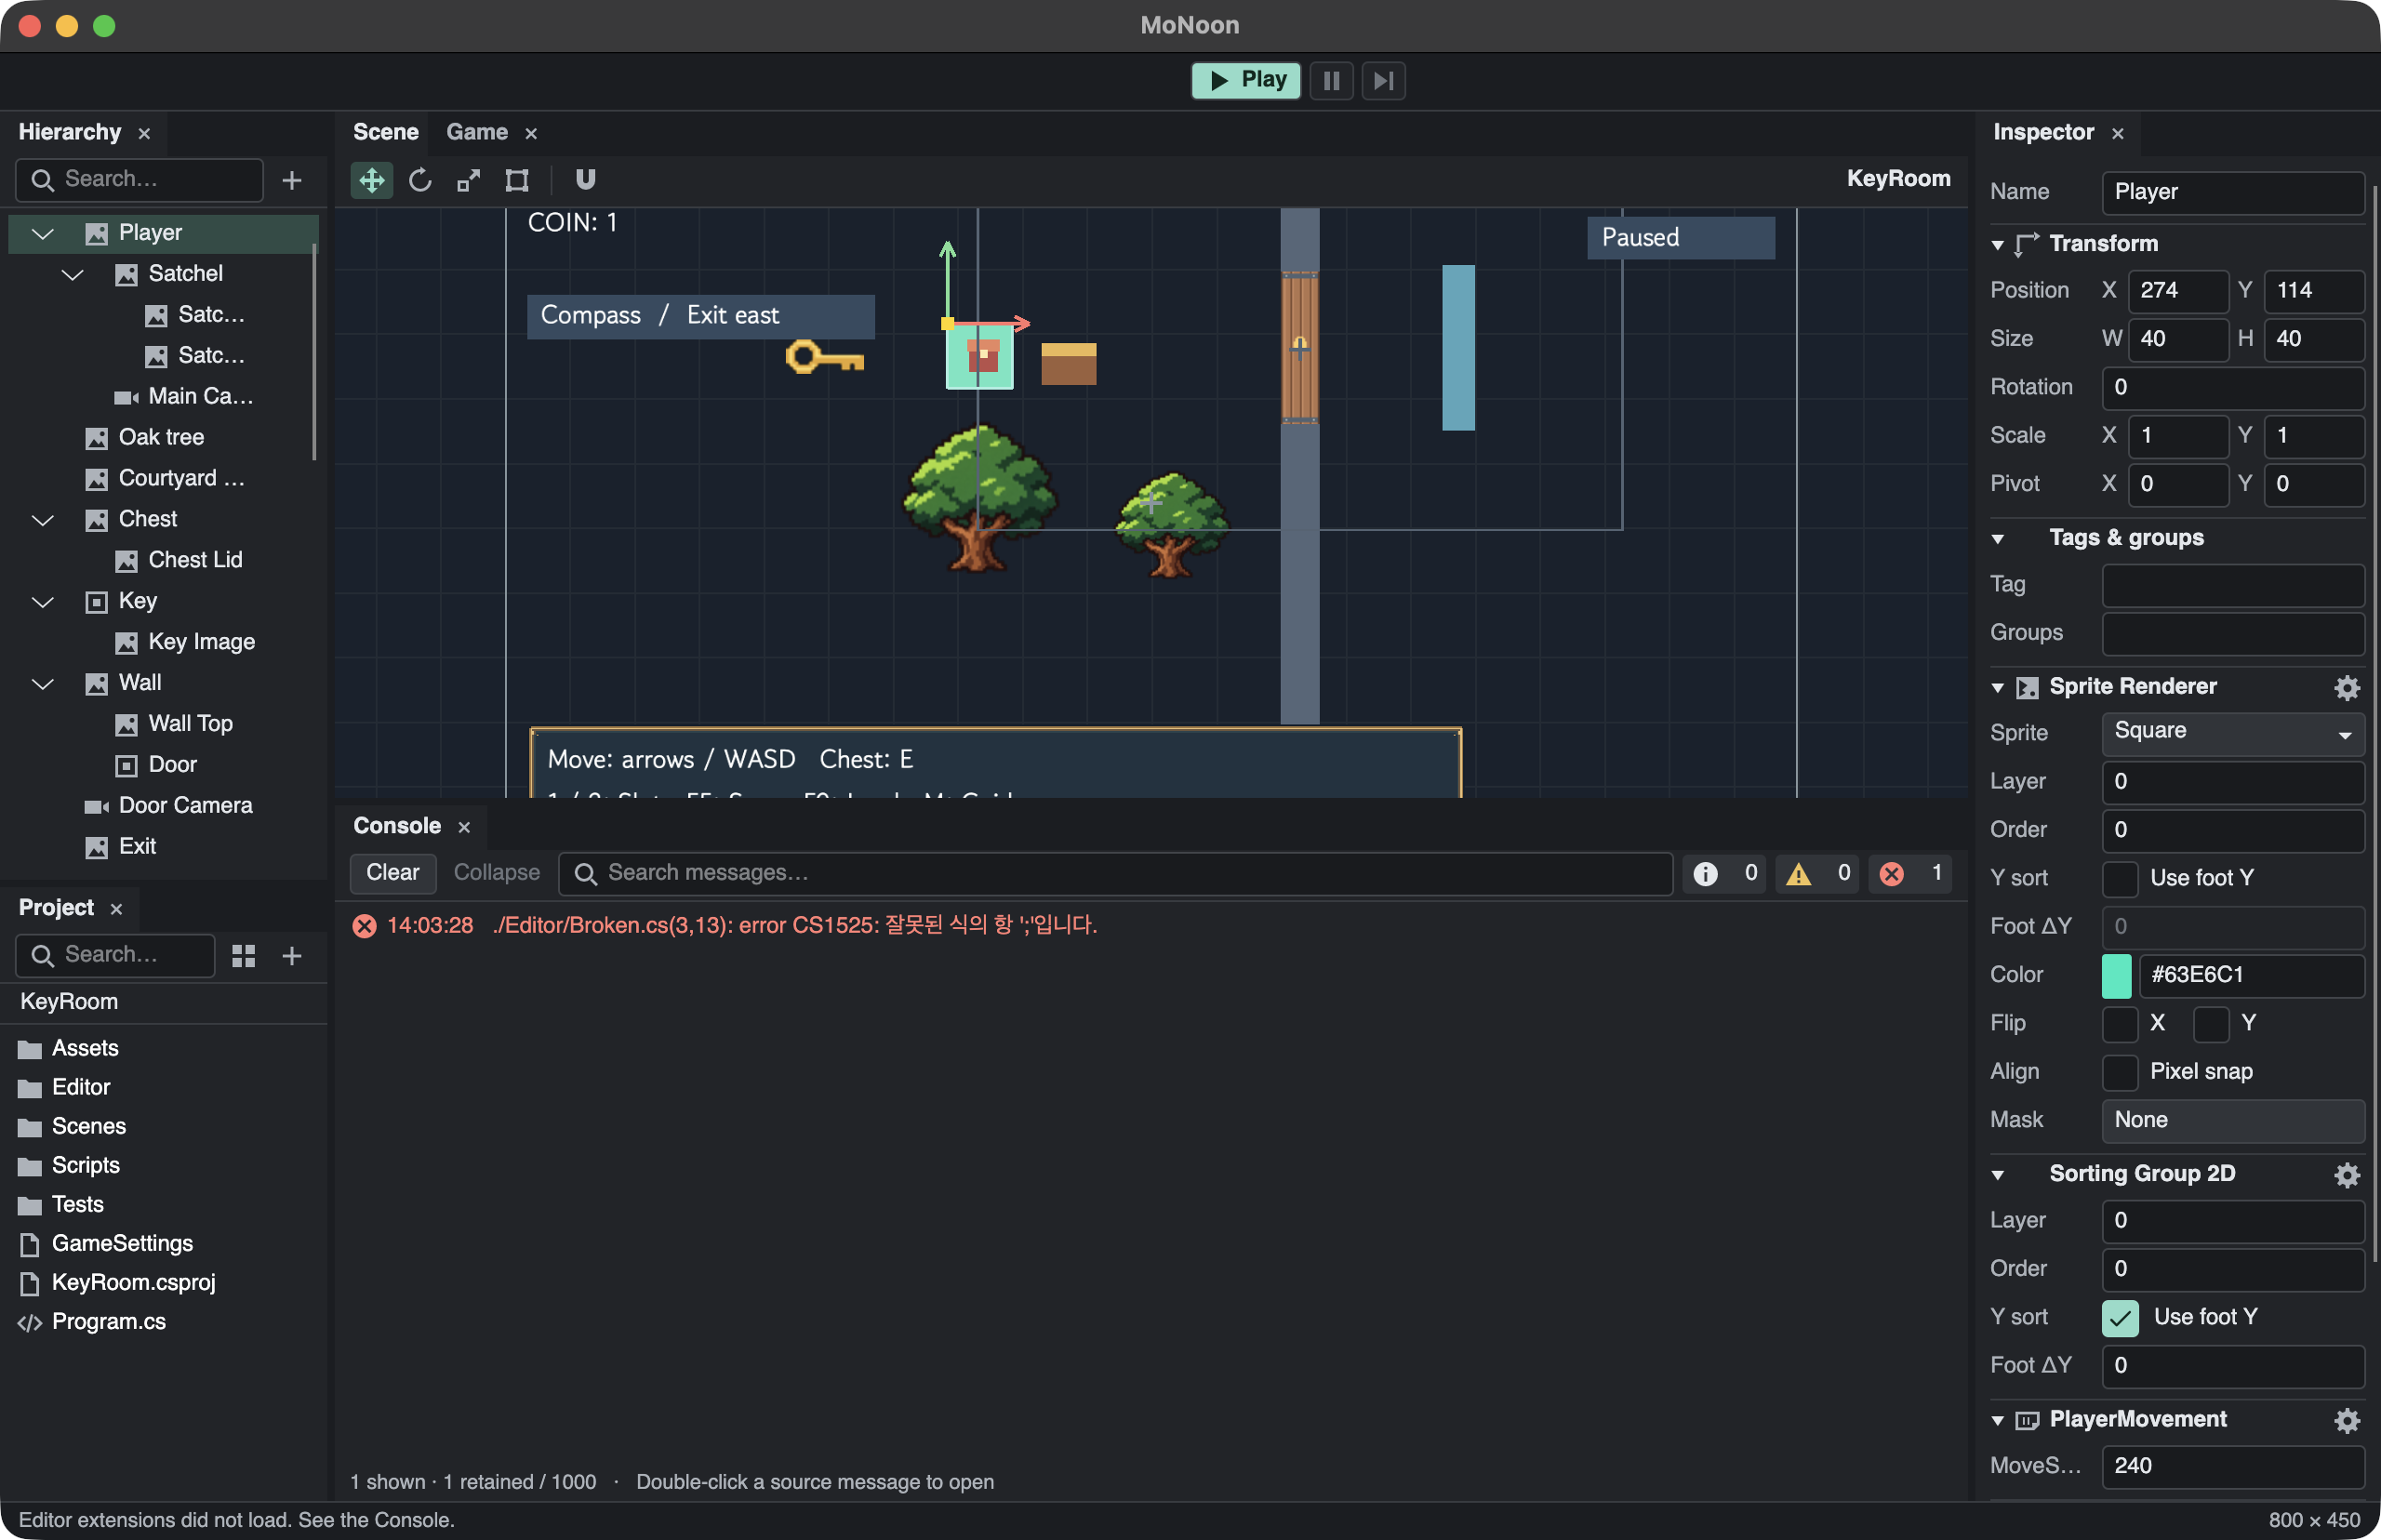 MoNoon
Play
Hierarchy
Search...
Player
Satchel
Satc...
Satc...
Main Ca...
Oak tree
Courtyard ...
Chest
Chest Lid
Key
Key Image
Wall
Wall Top
Door
Door Camera
Exit
Project
Search...
KeyRoom
Assets
Editor
Scenes
Scripts
Tests
GameSettings
KeyRoom.csproj
Program.cs
Scene Game
KeyRoom
COIN: 1
Paused
Compass / Exit east
Move: arrows / WASD Chest: E
Console
Clear Collapse Search messages... 0 0 1
14:03:28 ./Editor/Broken.cs(3,13): error CS1525: 잘못된 식의 항 ';'입니다.
1 shown · 1 retained / 1000 · Double-click a source message to open
Inspector
Name Player
Transform
Position X 274 Y 114
Size W 40 H 40
Rotation 0
Scale X 1 Y 1
Pivot X 0 Y 0
Tags & groups
Tag
Groups
Sprite Renderer
Sprite Square
Layer 0
Order 0
Y sort Use foot Y
Foot ΔY 0
Color #63E6C1
Flip X Y
Align Pixel snap
Mask None
Sorting Group 2D
Layer 0
Order 0
Y sort Use foot Y
Foot ΔY 0
PlayerMovement
MoveS... 240
Editor extensions did not load. See the Console.
800 × 450